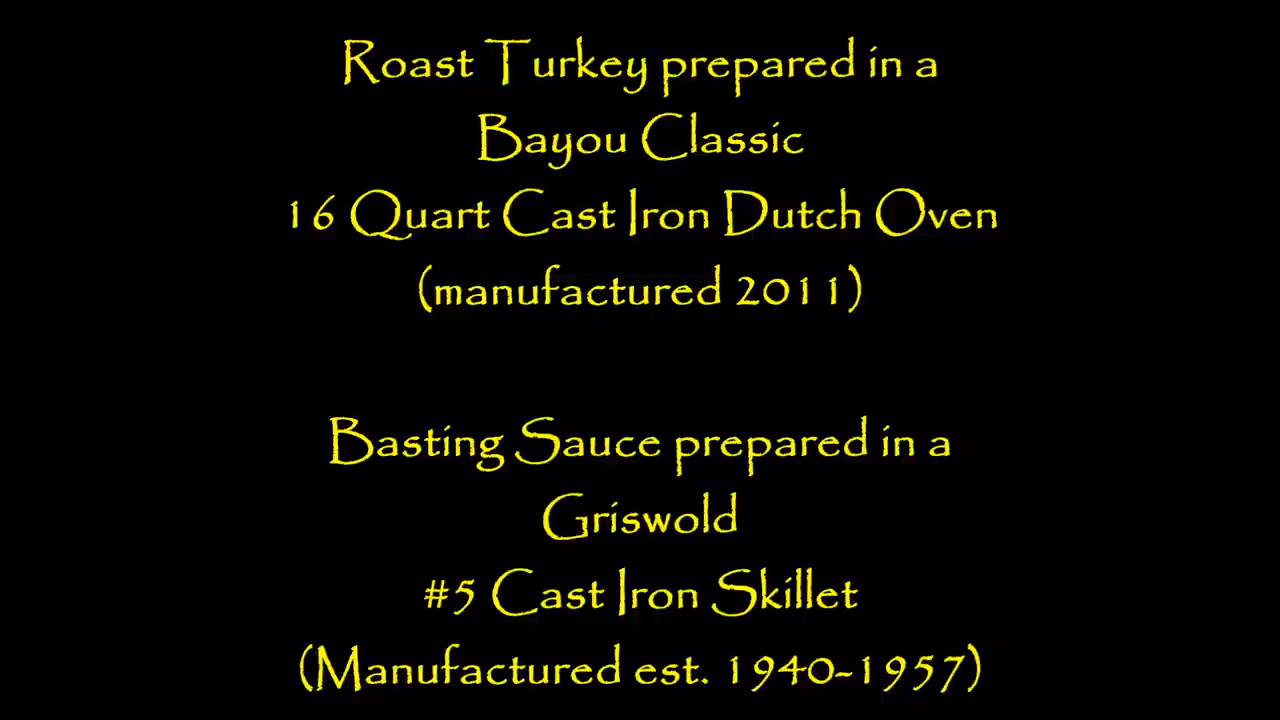 Roast Turkey prepared in a
Bayou Classic
16 Quart Cast Iron Dutch Oven
(manufactured 2011)
Basting Sauce prepared in a
Griswold
#5 Cast Iron Skillet
(Manufactured est. 1940-1957)